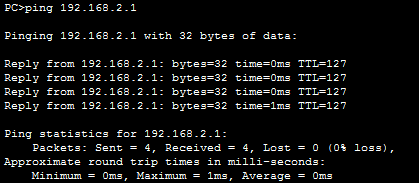 PC>ping 192.168.2.1
Pinging 192.168.2.1 with 32 bytes of data:
Reply from 192.168.2.1: bytes=32 time=0ms TTL=127
Reply from 192.168.2.1: bytes=32 time=0ms TTL=127
Reply from 192.168.2.1: bytes=32 time=0ms TTL=127
Reply from 192.168.2.1: bytes=32 time=1ms TTL=127
Ping statistics for 192.168.2.1:
Packets: Sent = 4, Received = 4, Lost = 0 (0% loss),
Approximate round trip times in milli-seconds:
Minimum = 0ms, Maximum = 1ms, Average = 0ms